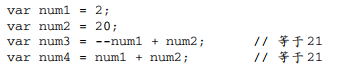 var num1 = 2;
var num2 = 20;
var num3 = --num1 + num2; // 等于21
var num4 = num1 + num2; // 等于21